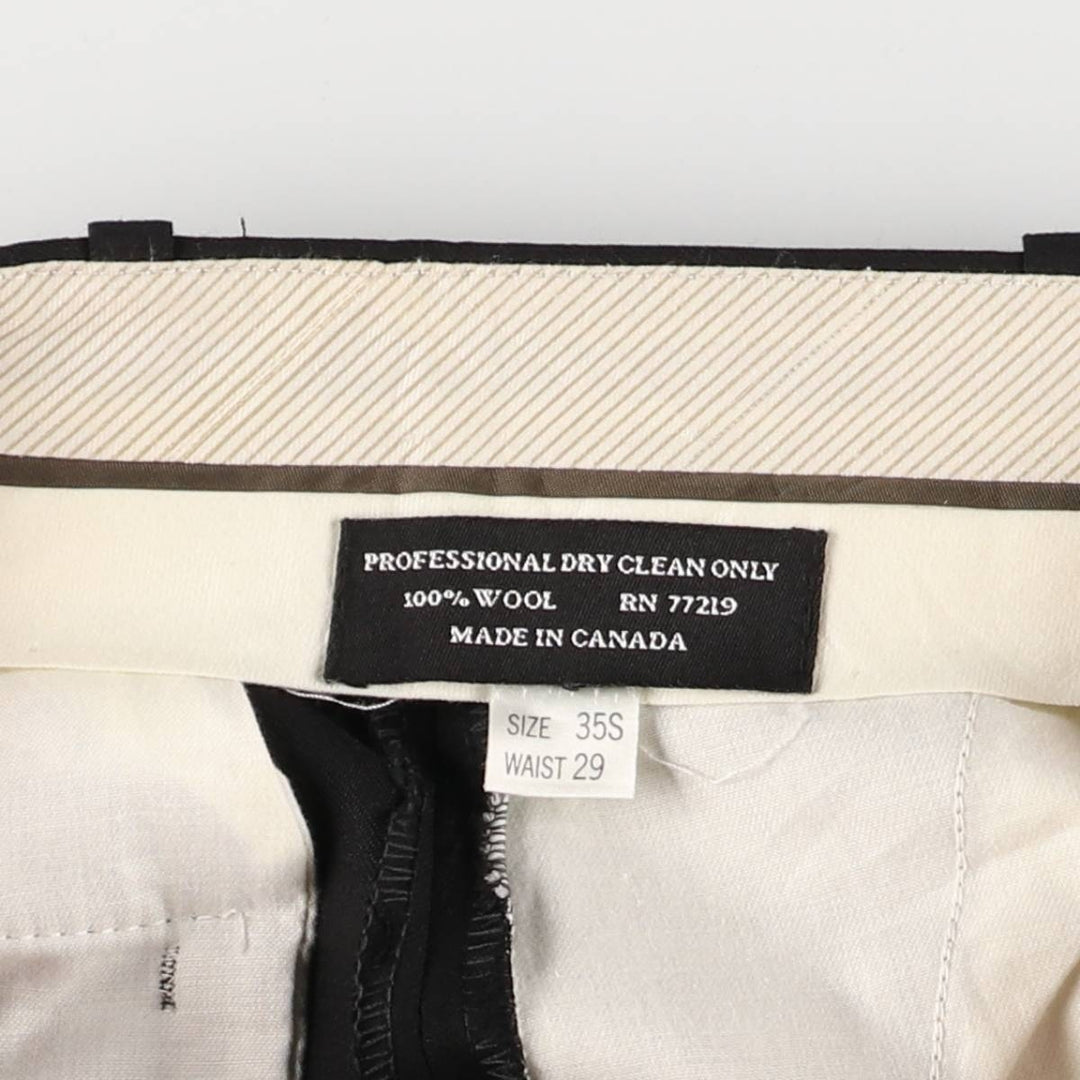 PROFESSIONAL DRY CLEAN ONLY
100% WOOL RN 77219
MADE IN CANADA
SIZE 35S
WAIST 29